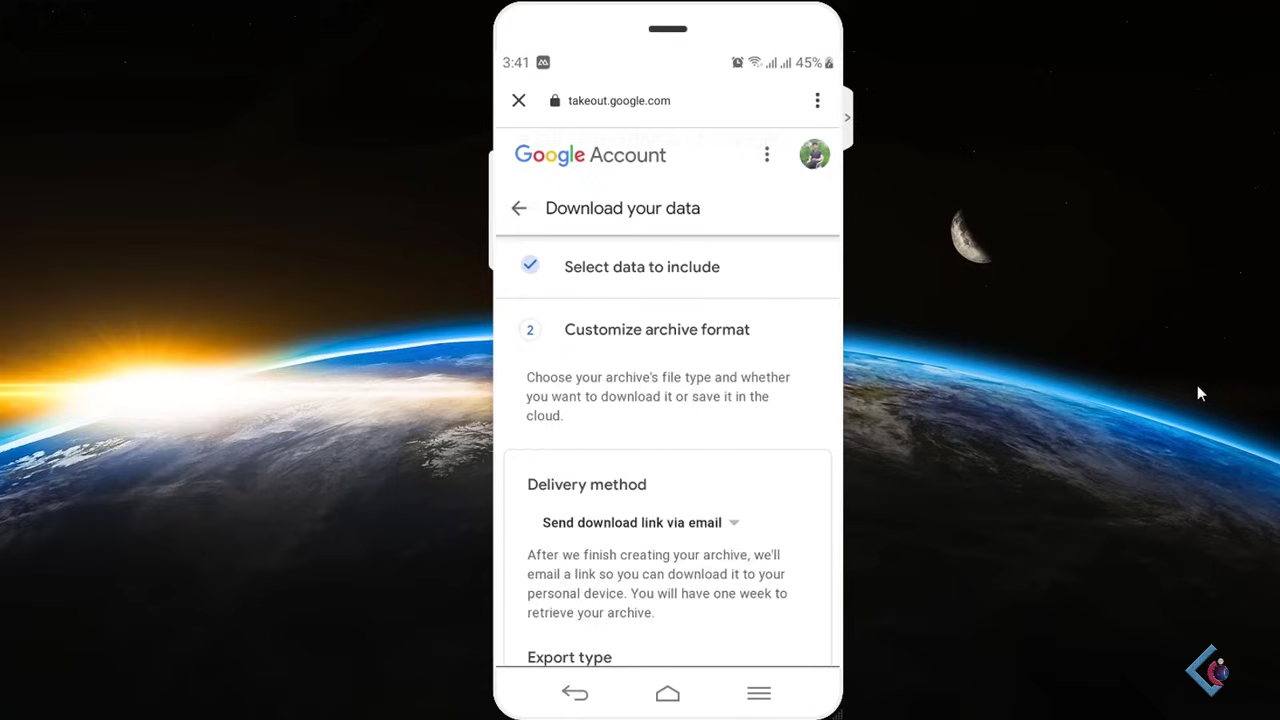 3:41
45%
takeout.google.com
Google Account
Download your data
Select data to include
2 Customize archive format
Choose your archive's file type and whether
you want to download it or save it in the
cloud.
Delivery method
Send download link via email
After we finish creating your archive, we'll
email a link so you can download it to your
personal device. You will have one week to
retrieve your archive.
Export type